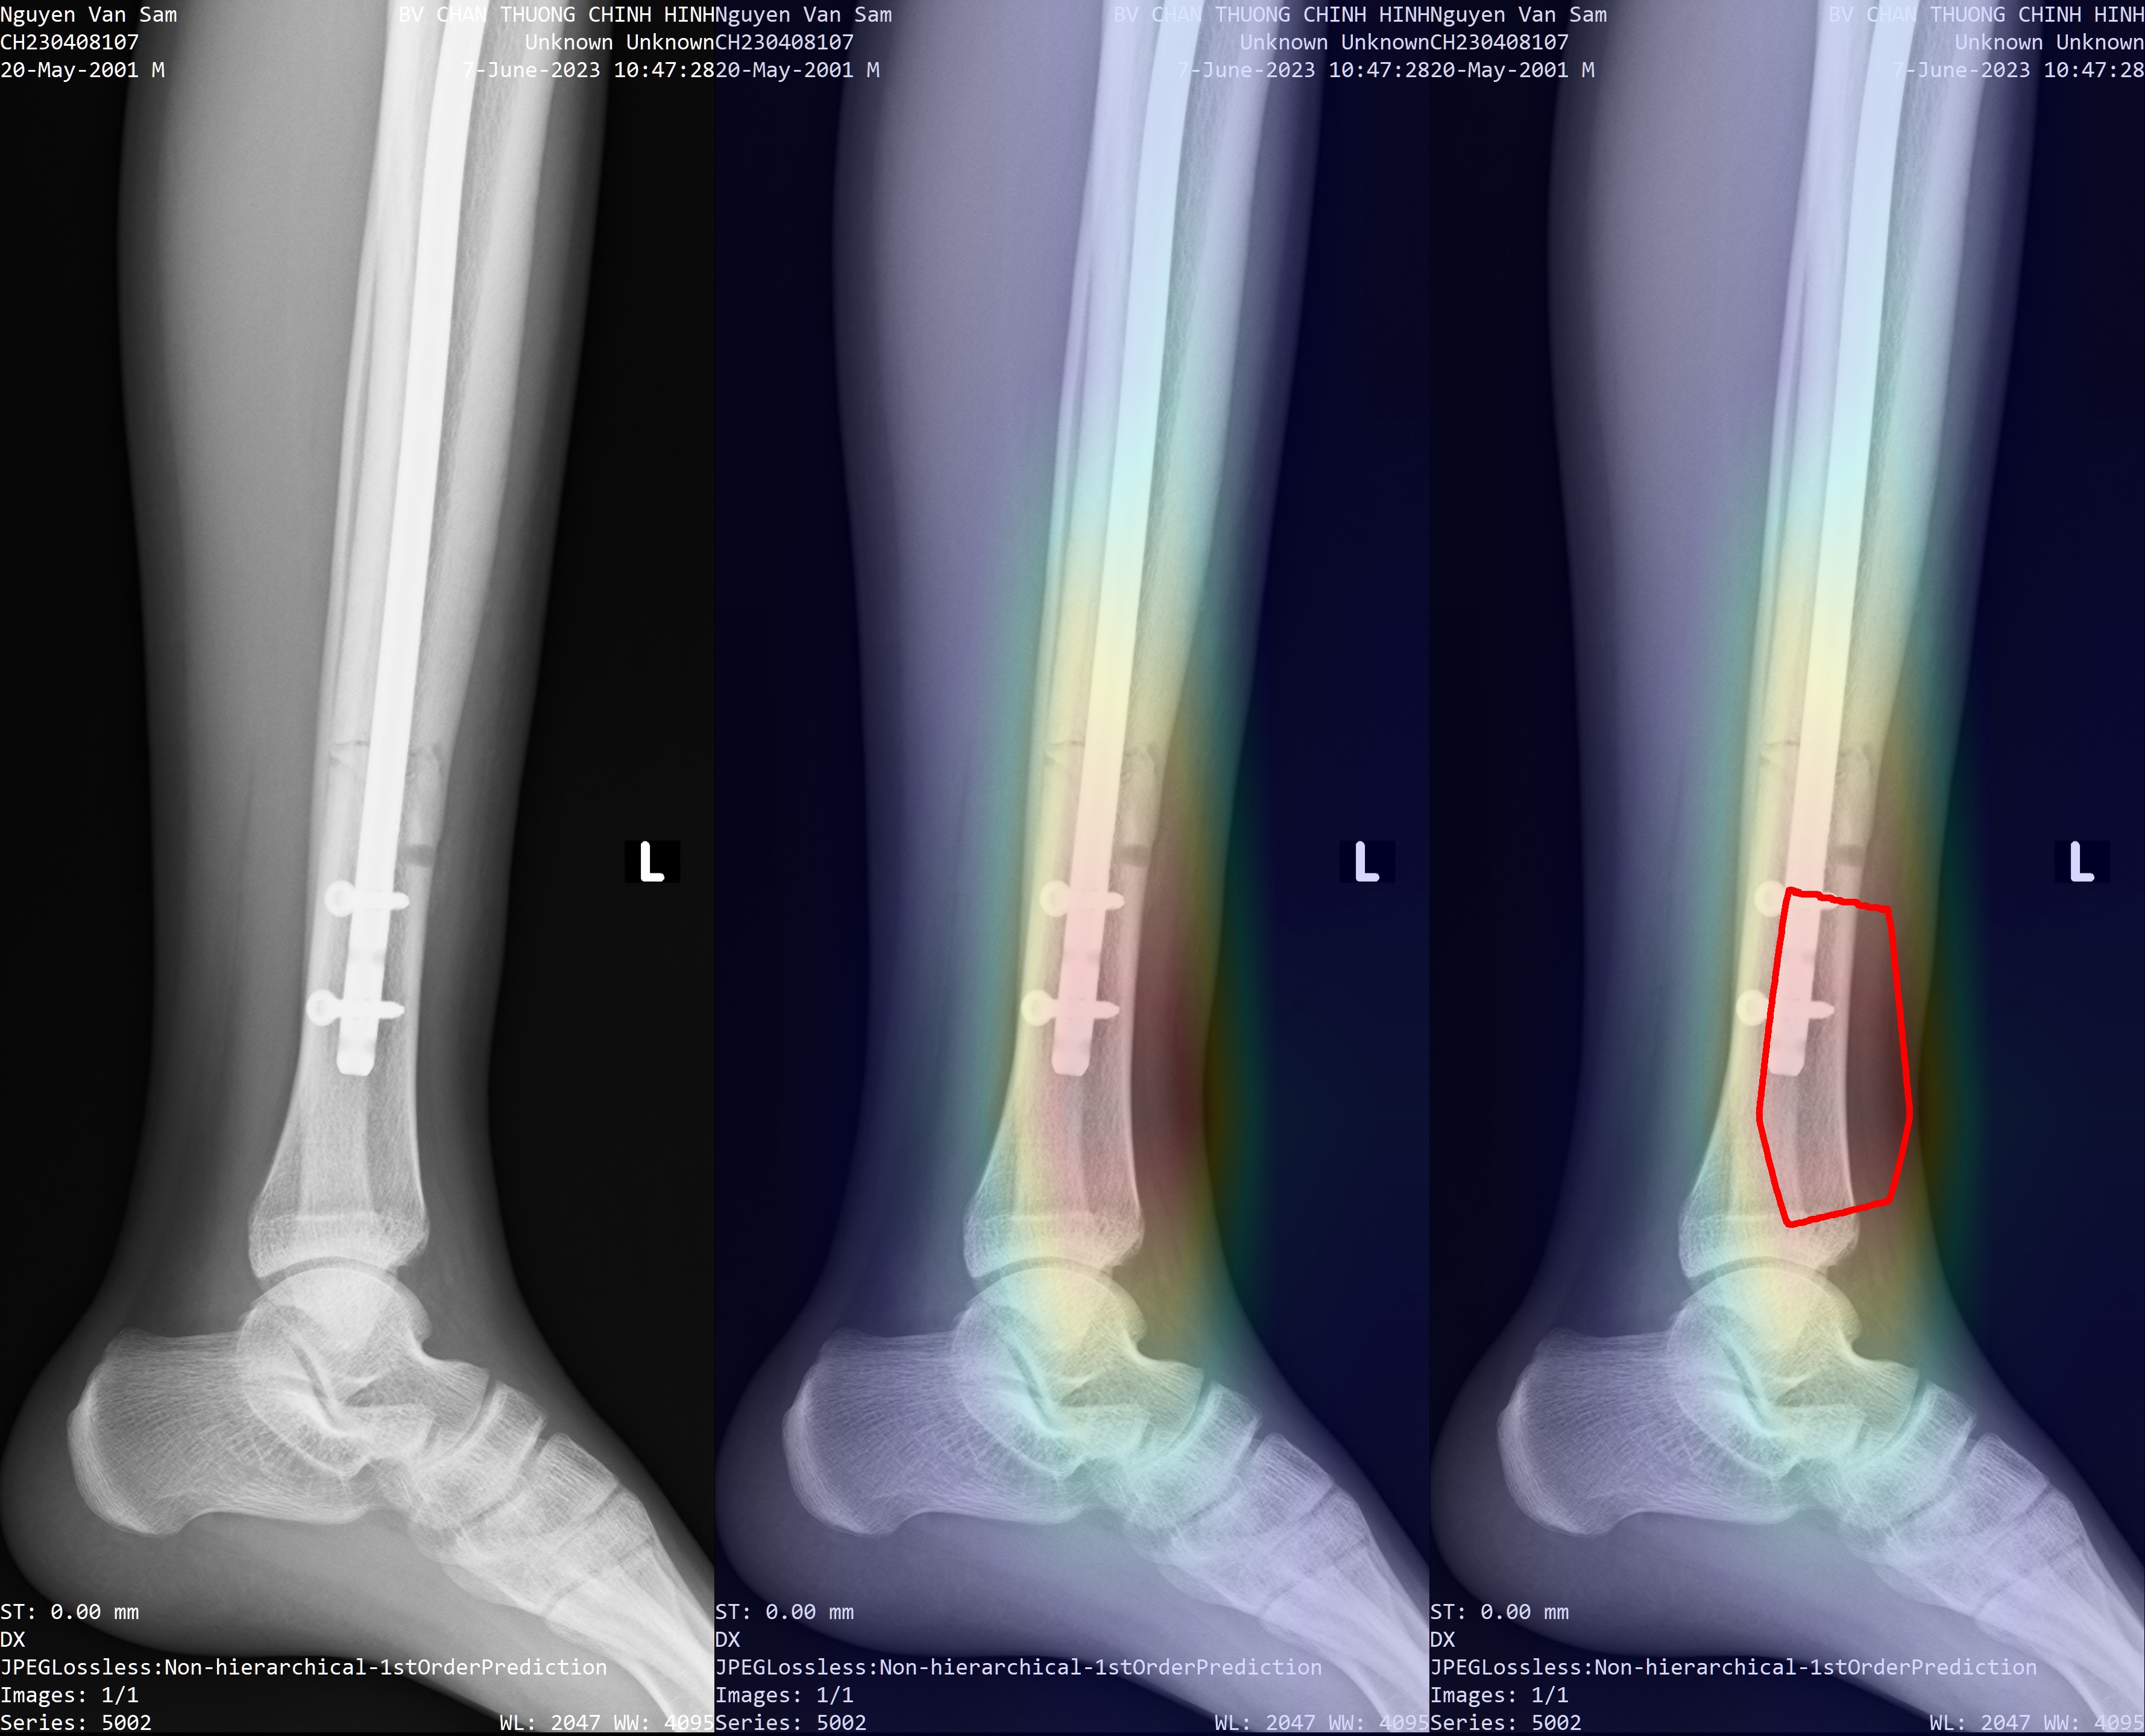 Nguyen Van Sam BV CHAN THUONG CHINH HINH
CH230408107 Unknown Unknown
20-May-2001 M 7-June-2023 10:47:28
L
ST: 0.00 mm
DX
JPEGLossless:Non-hierarchical-1stOrderPrediction
Images: 1/1
Series: 5002 WL: 2047 WW: 4095
Nguyen Van Sam BV CHAN THUONG CHINH HINH
CH230408107 Unknown Unknown
20-May-2001 M 7-June-2023 10:47:28
L
ST: 0.00 mm
DX
JPEGLossless:Non-hierarchical-1stOrderPrediction
Images: 1/1
Series: 5002 WL: 2047 WW: 4095
Nguyen Van Sam BV CHAN THUONG CHINH HINH
CH230408107 Unknown Unknown
20-May-2001 M 7-June-2023 10:47:28
L
ST: 0.00 mm
DX
JPEGLossless:Non-hierarchical-1stOrderPrediction
Images: 1/1
Series: 5002 WL: 2047 WW: 4095